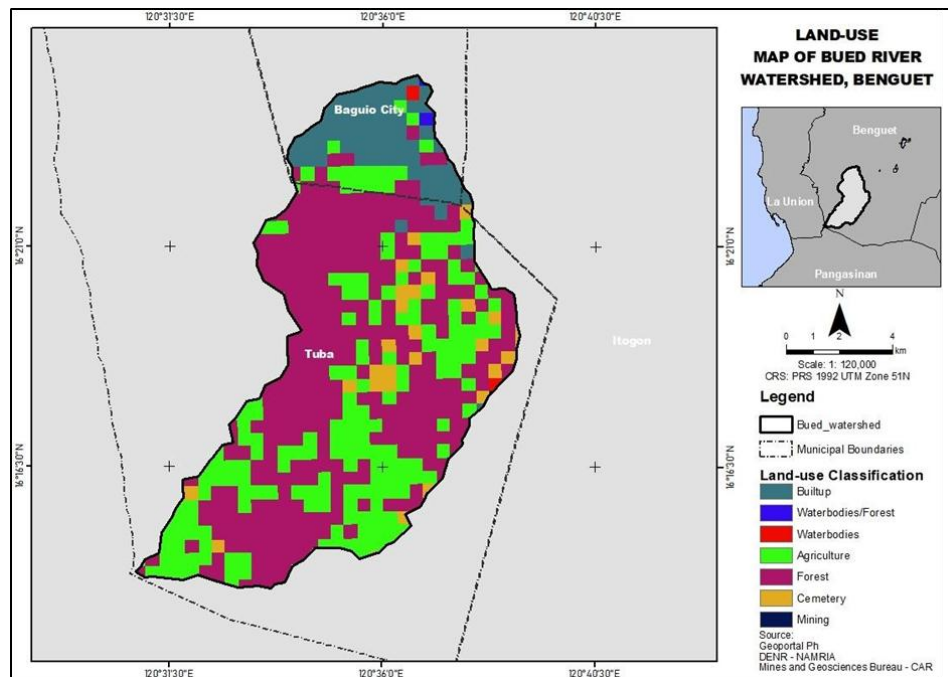 120°31'30"E
120°36'0"E
120°40'30"E
LAND-USE
MAP OF BUED RIVER
WATERSHED, BENGUET
Baguio City
Tuba
Itogon
16°21'0"N
16°21'0"N
16°16'30"N
16°16'30"N
120°31'30"E
120°36'0"E
120°40'30"E
Benguet
La Union
Pangasinan
N
0 1 2 4
km
Scale: 1: 120,000
CRS: PRS 1992 UTM Zone 51N
Legend
Bued_watershed
Municipal Boundaries
Land-use Classification
Builtup
Waterbodies/Forest
Waterbodies
Agriculture
Forest
Cemetery
Mining
Source:
Geoportal Ph
DENR - NAMRIA
Mines and Geosciences Bureau - CAR